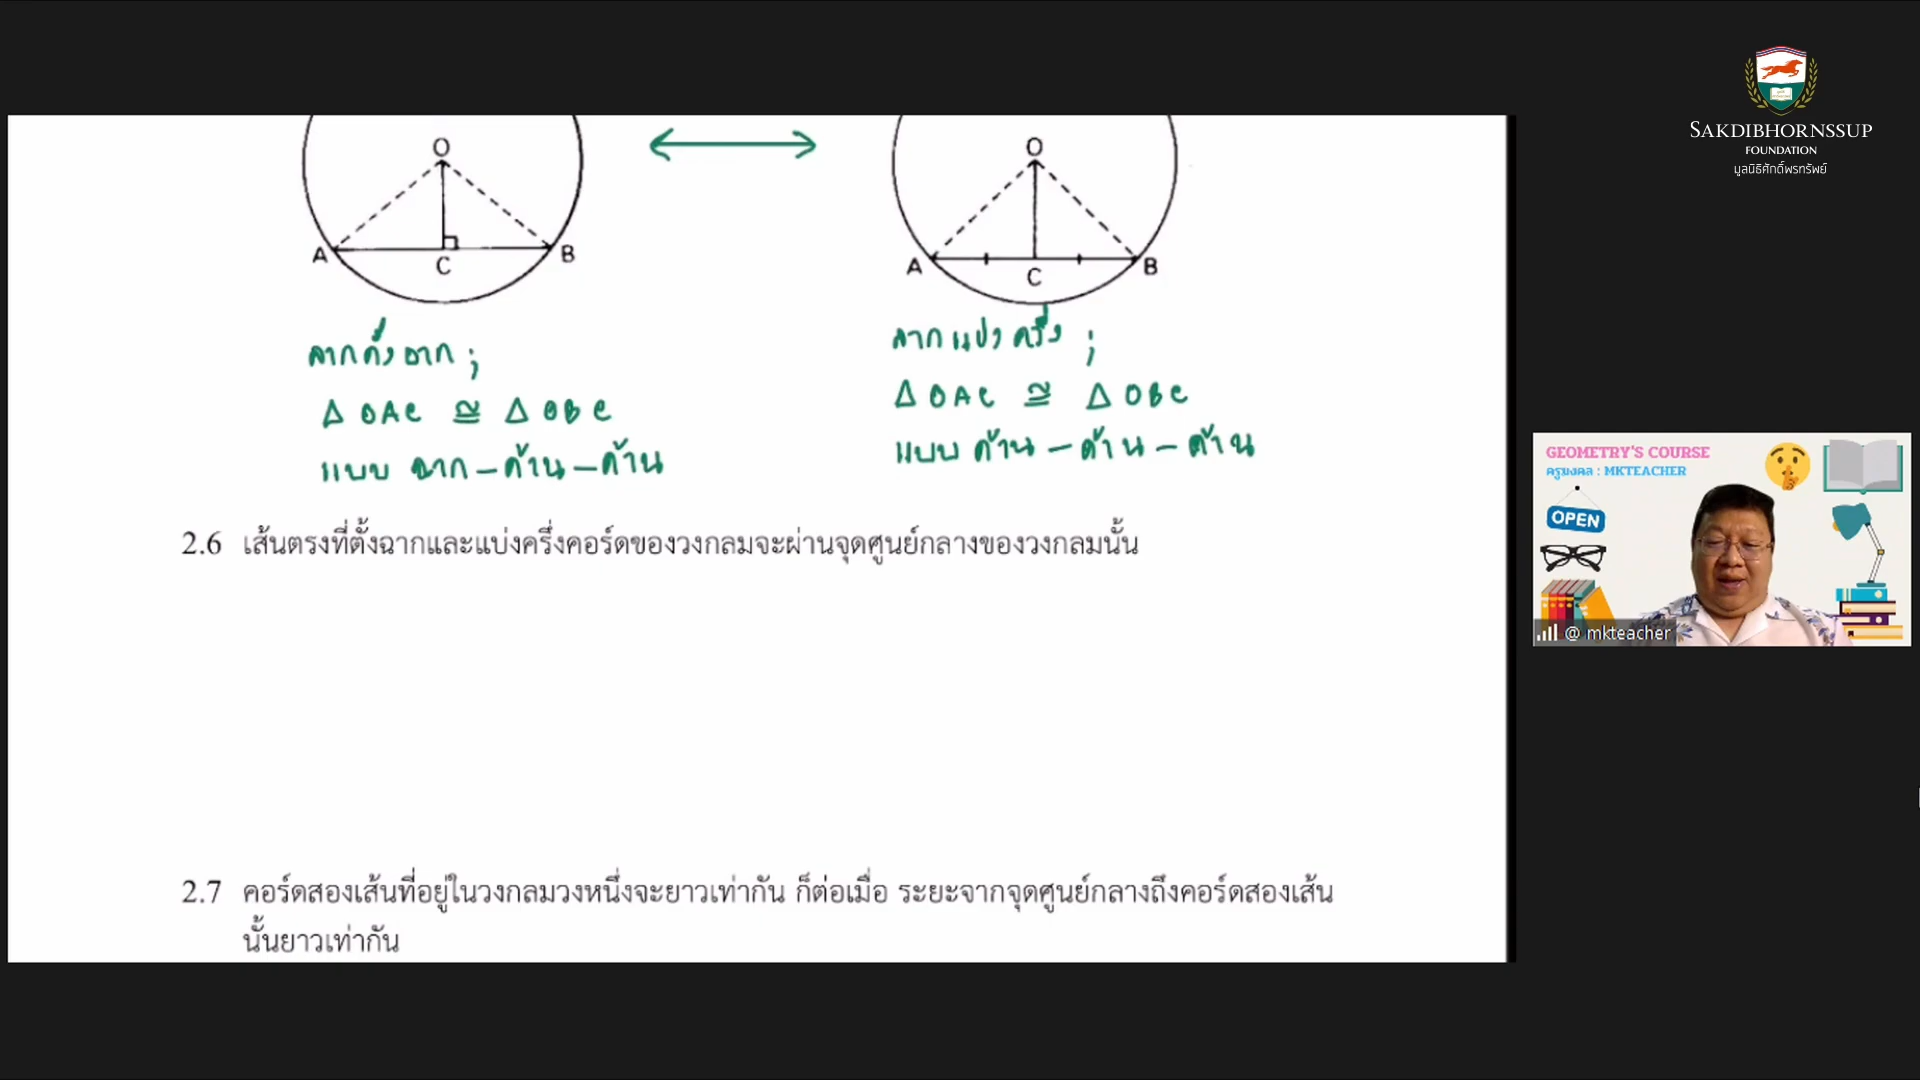 SAKDIBHORNSSUP
FOUNDATION
มูลนิธิศักดิ์พรทรัพย์
O
A
C
B
O
A
C
B
ลากตั้งฉาก ;
Δ OAC ≅ Δ OBC
แบบ ฉาก - ด้าน - ด้าน
ลากแบ่งครึ่ง ;
Δ OAC ≅ Δ OBC
แบบ ด้าน - ด้าน - ด้าน
2.6 เส้นตรงที่ตั้งฉากและแบ่งครึ่งคอร์ดของวงกลมจะผ่านจุดศูนย์กลางของวงกลมนั้น
2.7 คอร์ดสองเส้นที่อยู่ในวงกลมวงหนึ่งจะยาวเท่ากัน ก็ต่อเมื่อ ระยะจากจุดศูนย์กลางถึงคอร์ดสองเส้น
นั้นยาวเท่ากัน
GEOMETRY'S COURSE
ครูมงคล : MKTEACHER
OPEN
@ mkteacher